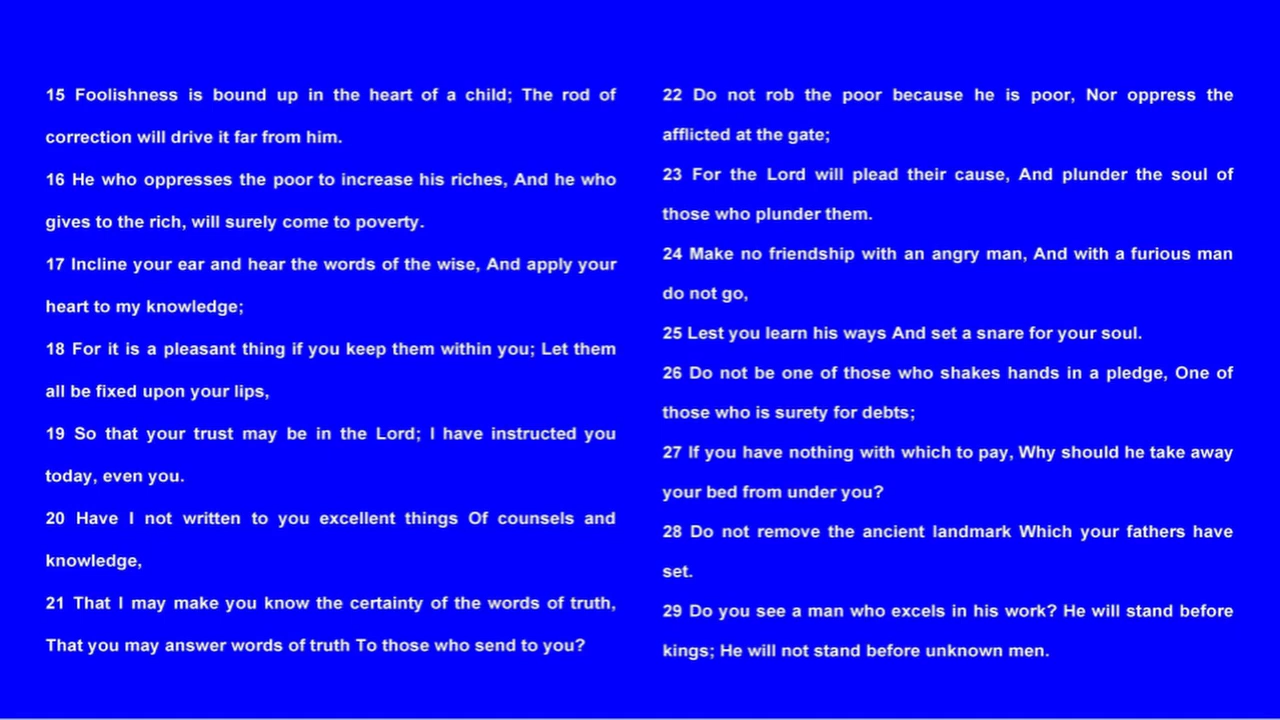 15 Foolishness is bound up in the heart of a child; The rod of
correction will drive it far from him.
16 He who oppresses the poor to increase his riches, And he who
gives to the rich, will surely come to poverty.
17 Incline your ear and hear the words of the wise, And apply your
heart to my knowledge;
18 For it is a pleasant thing if you keep them within you; Let them
all be fixed upon your lips,
19 So that your trust may be in the Lord; I have instructed you
today, even you.
20 Have I not written to you excellent things Of counsels and
knowledge,
21 That I may make you know the certainty of the words of truth,
That you may answer words of truth To those who send to you?
22 Do not rob the poor because he is poor, Nor oppress the
afflicted at the gate;
23 For the Lord will plead their cause, And plunder the soul of
those who plunder them.
24 Make no friendship with an angry man, And with a furious man
do not go,
25 Lest you learn his ways And set a snare for your soul.
26 Do not be one of those who shakes hands in a pledge, One of
those who is surety for debts;
27 If you have nothing with which to pay, Why should he take away
your bed from under you?
28 Do not remove the ancient landmark Which your fathers have
set.
29 Do you see a man who excels in his work? He will stand before
kings; He will not stand before unknown men.